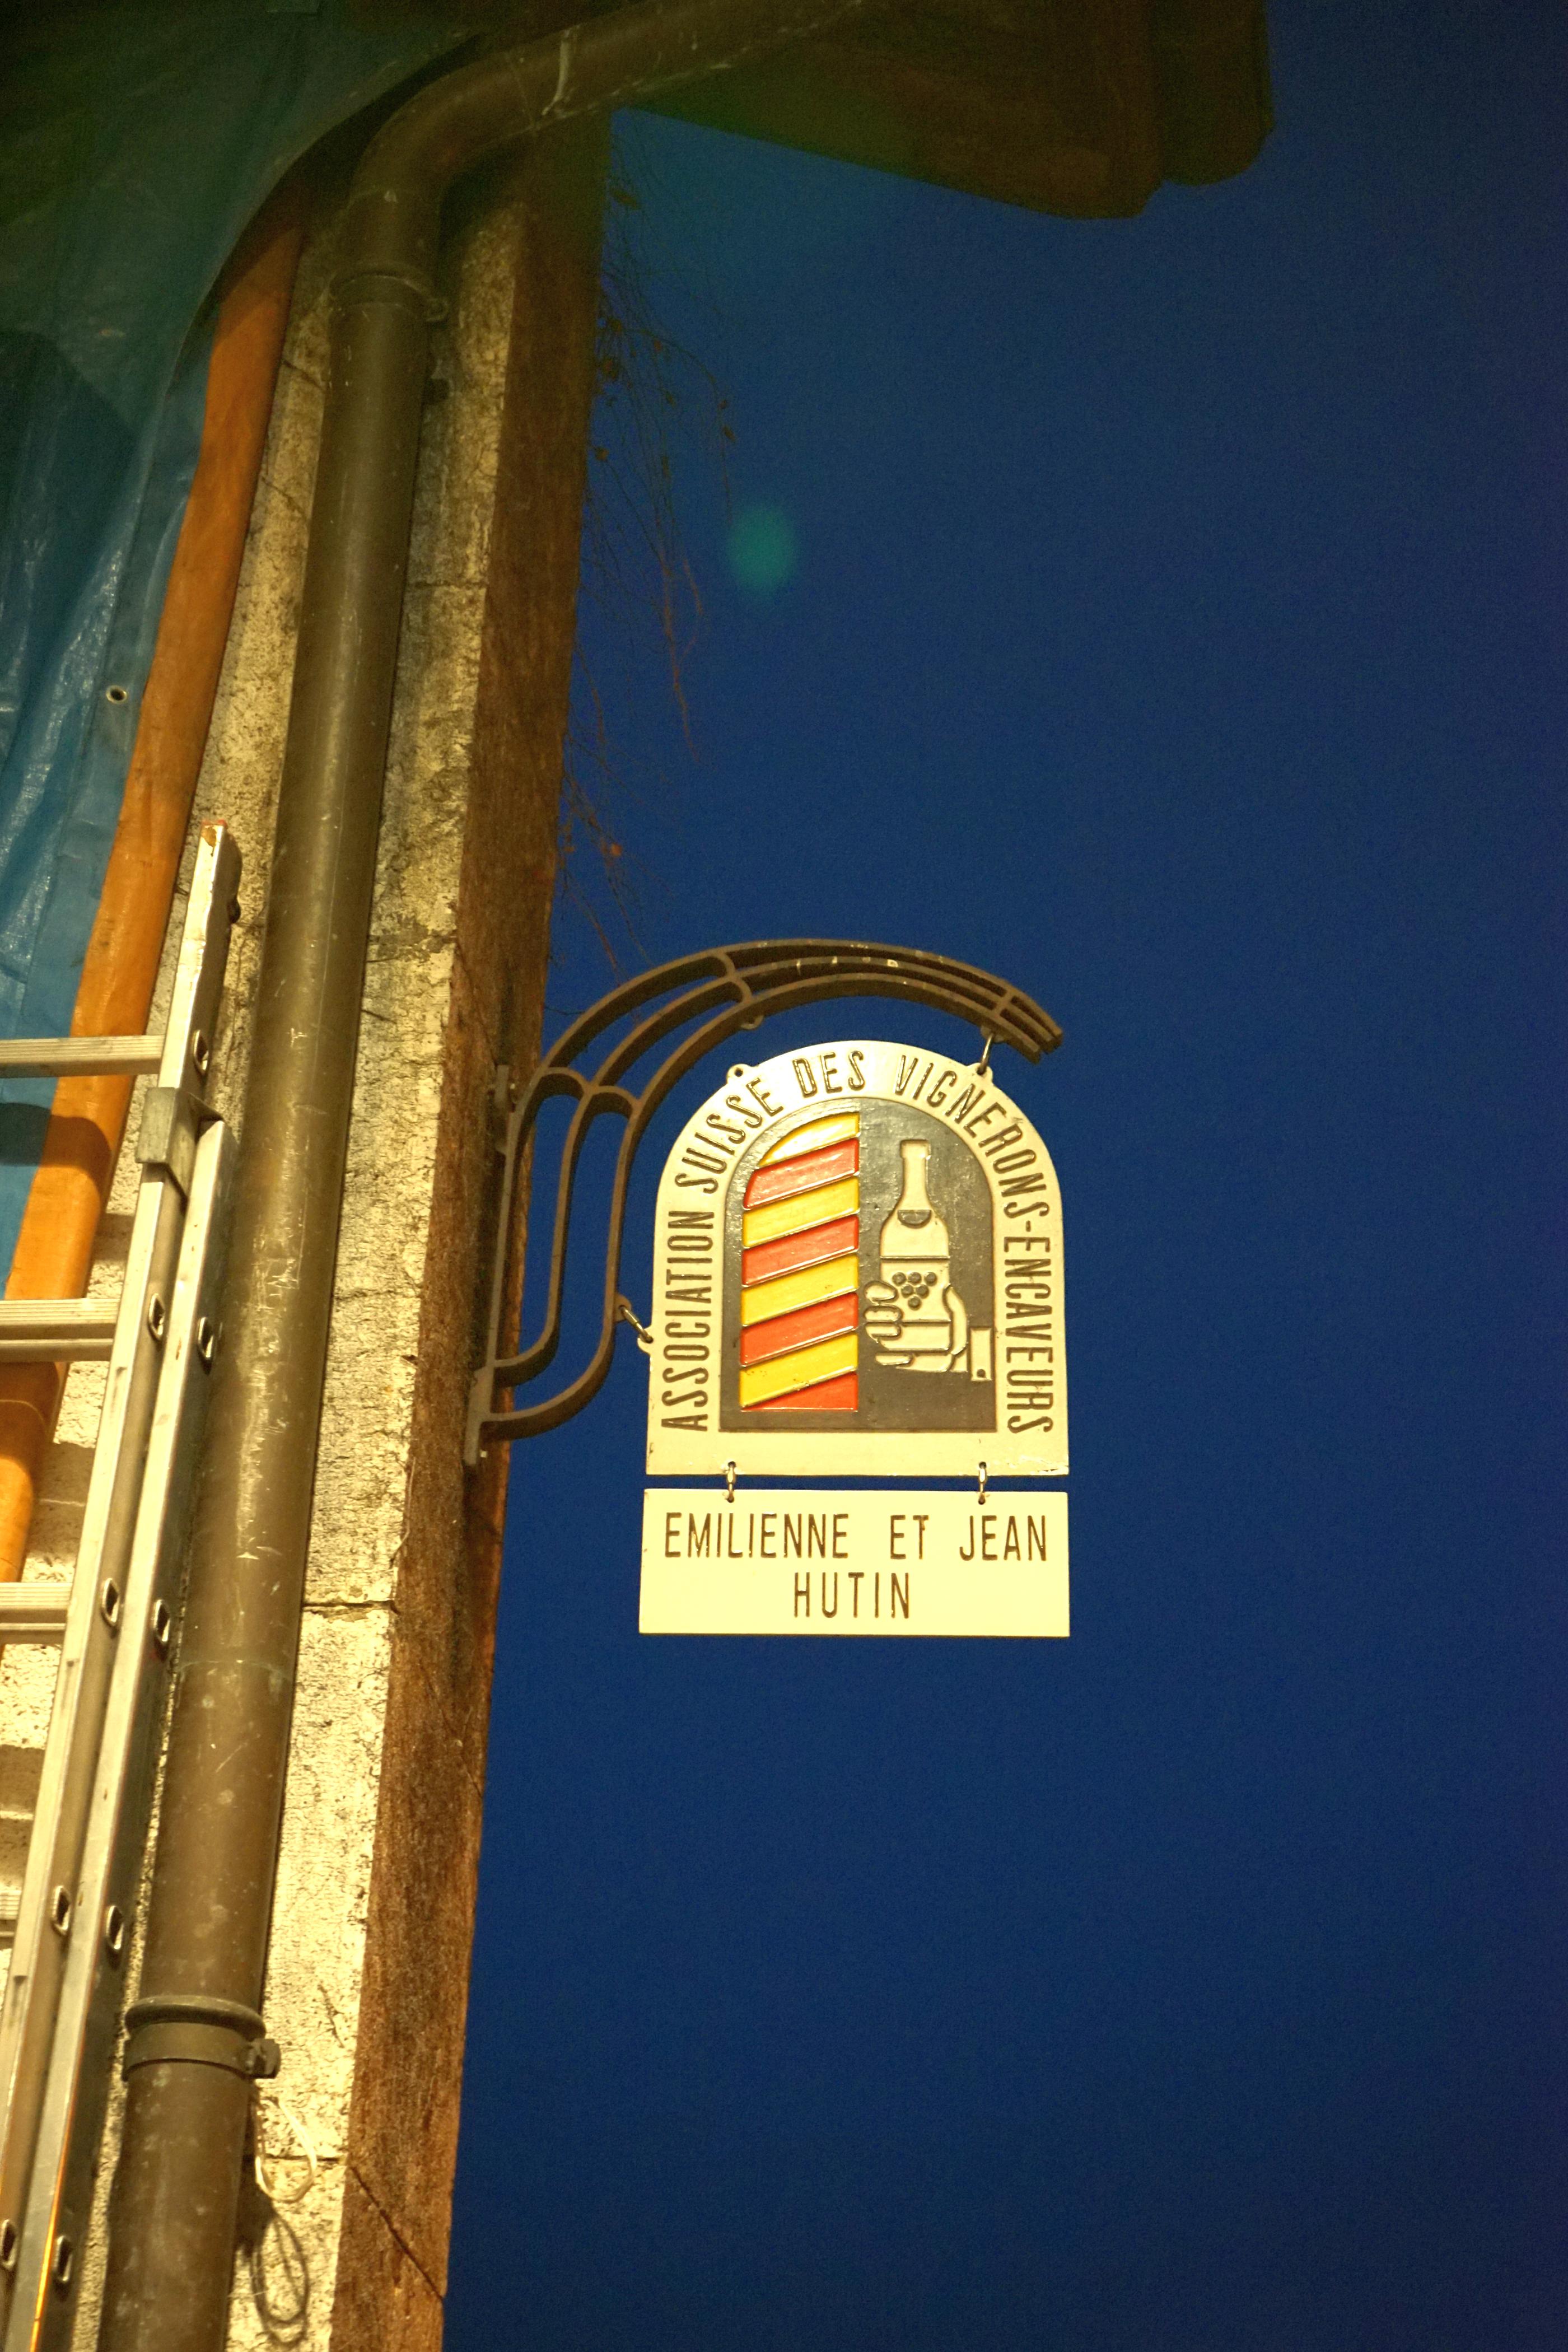 ASSOCIATION SUISSE DES VIGNERONS-ENCAVEURS
EMILIENNE ET JEAN
HUTIN